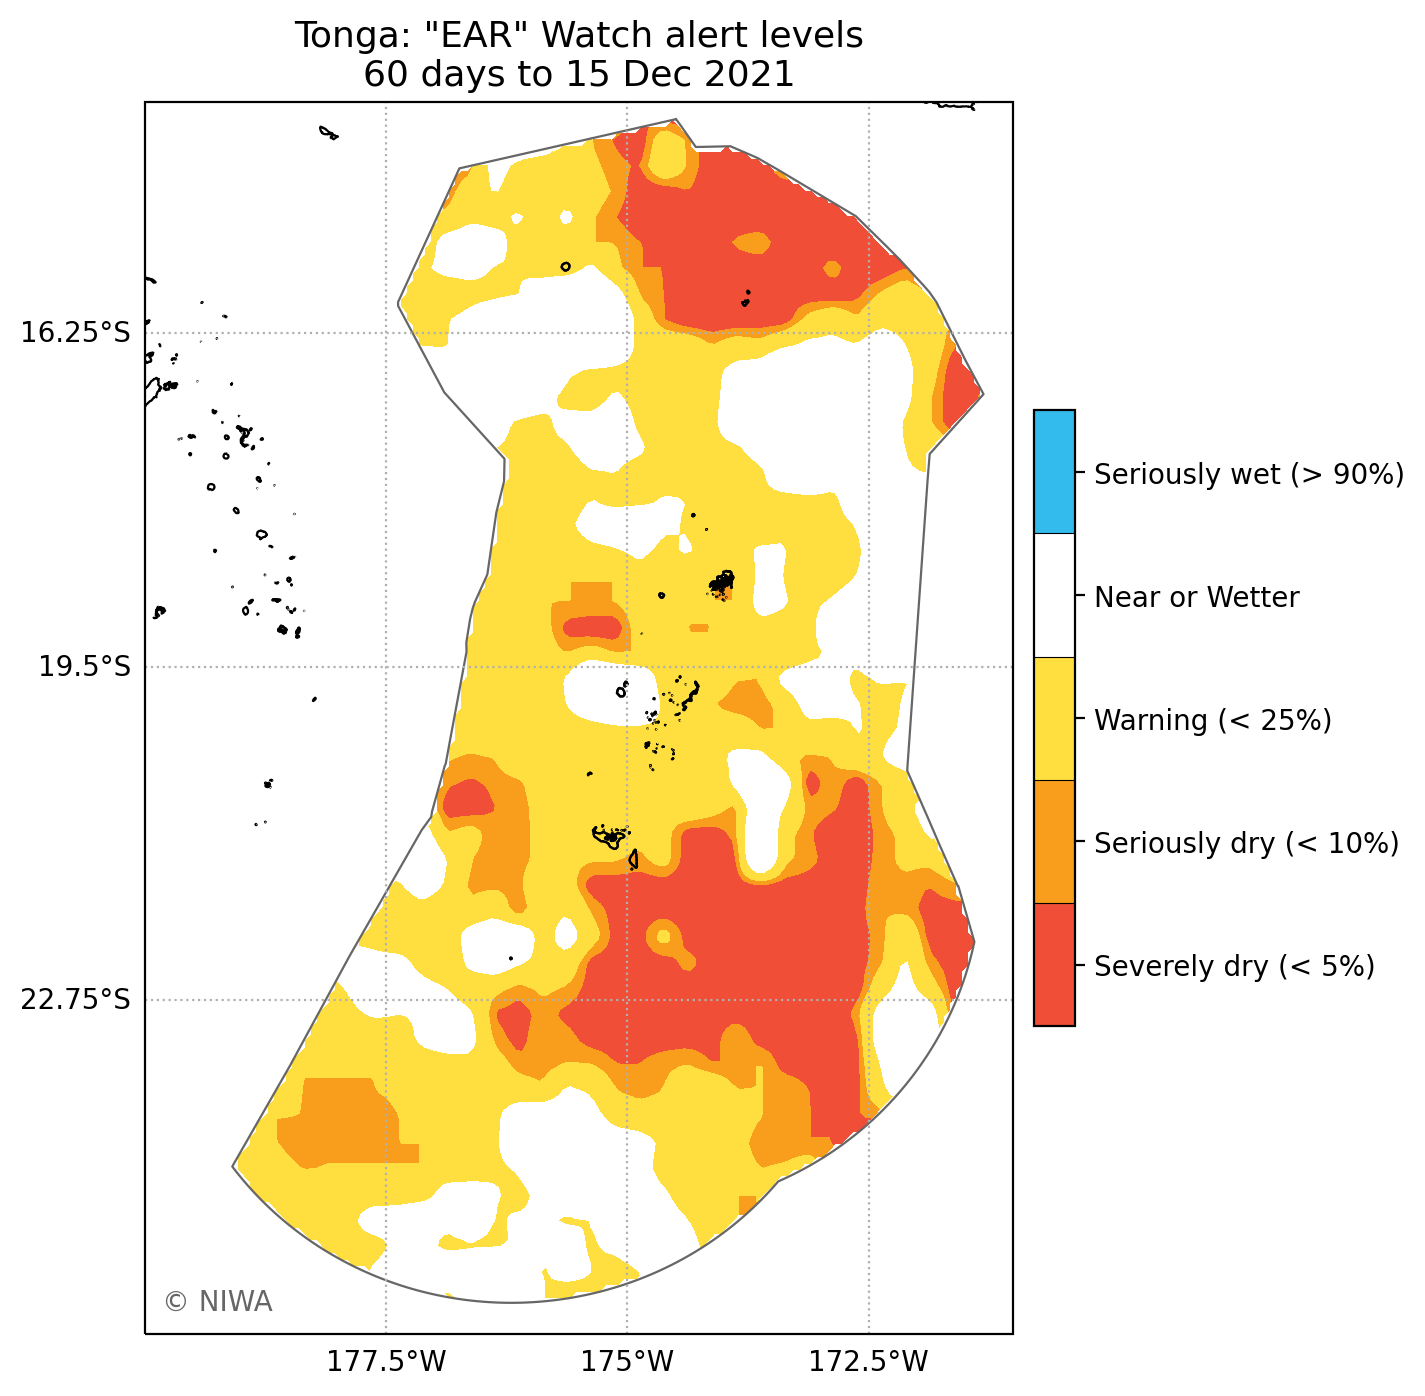 Tonga: "EAR" Watch alert levels
60 days to 15 Dec 2021
16.25°S
19.5°S
22.75°S
177.5°W
175°W
172.5°W
Seriously wet (> 90%)
Near or Wetter
Warning (< 25%)
Seriously dry (< 10%)
Severely dry (< 5%)
© NIWA